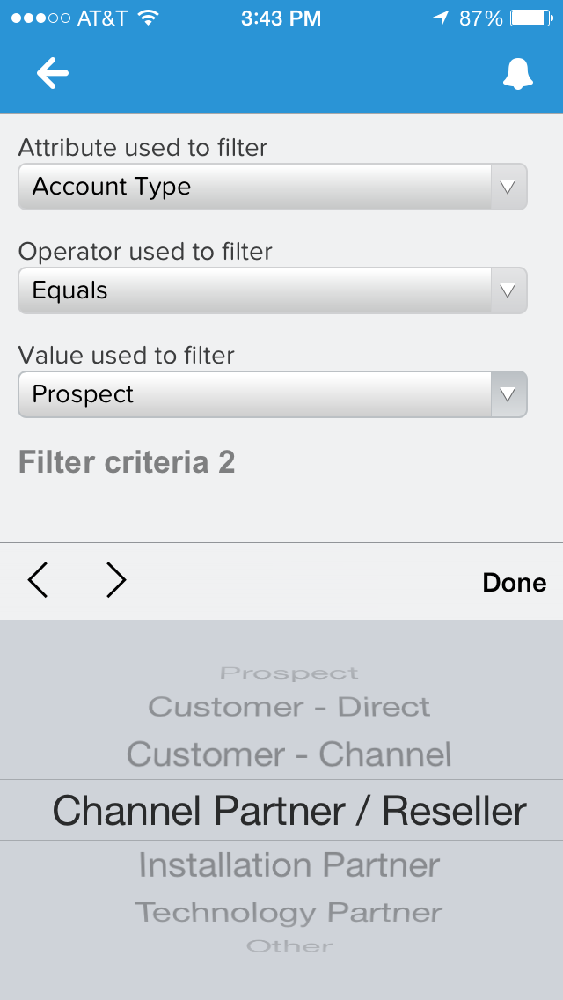 AT&T 3:43 PM 87%
Attribute used to filter
Account Type
Operator used to filter
Equals
Value used to filter
Prospect
Filter criteria 2
Done
Prospect
Customer - Direct
Customer - Channel
Channel Partner / Reseller
Installation Partner
Technology Partner
Other